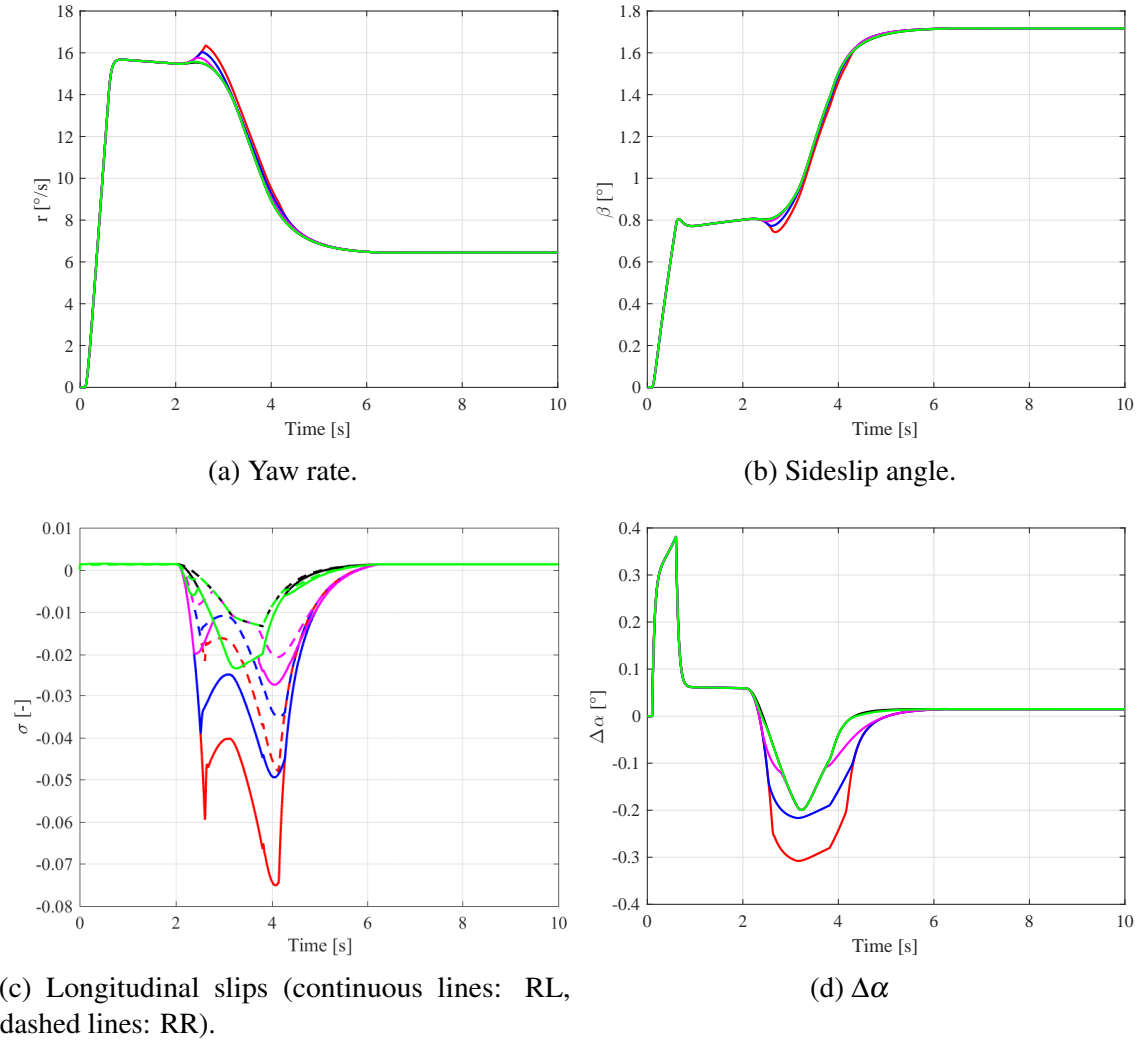 18
16
14
12
10
8
6
4
2
0
r [°/s]
0 2 4 6 8 10
Time [s]
(a) Yaw rate.
1.8
1.6
1.4
1.2
1
0.8
0.6
0.4
0.2
0
β [°]
0 2 4 6 8 10
Time [s]
(b) Sideslip angle.
0.01
0
-0.01
-0.02
-0.03
-0.04
-0.05
-0.06
-0.07
-0.08
σ [-]
0 2 4 6 8 10
Time [s]
(c) Longitudinal slips (continuous lines: RL,
dashed lines: RR).
0.4
0.3
0.2
0.1
0
-0.1
-0.2
-0.3
-0.4
Δα [°]
0 2 4 6 8 10
Time [s]
(d) Δα